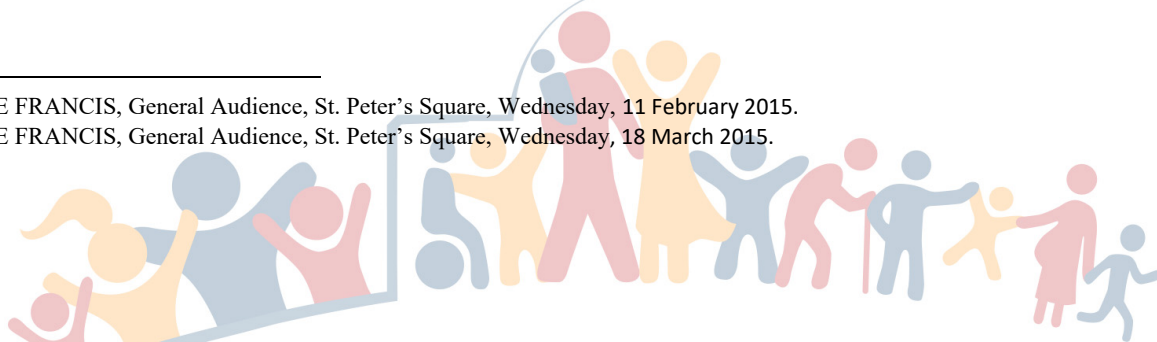 E FRANCIS, General Audience, St. Peter’s Square, Wednesday, 11 February 2015.
E FRANCIS, General Audience, St. Peter’s Square, Wednesday, 18 March 2015.